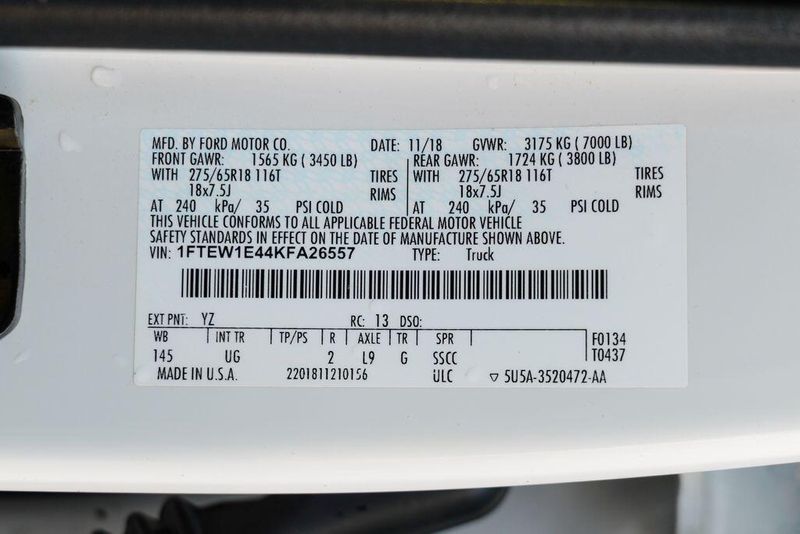 MFD. BY FORD MOTOR CO. DATE: 11/18 GVWR: 3175 KG ( 7000 LB)
FRONT GAWR: 1565 KG ( 3450 LB) REAR GAWR: 1724 KG ( 3800 LB)
WITH 275/65R18 116T TIRES WITH 275/65R18 116T TIRES
18x7.5J RIMS 18x7.5J RIMS
AT 240 kPa/ 35 PSI COLD AT 240 kPa/ 35 PSI COLD
THIS VEHICLE CONFORMS TO ALL APPLICABLE FEDERAL MOTOR VEHICLE
SAFETY STANDARDS IN EFFECT ON THE DATE OF MANUFACTURE SHOWN ABOVE.
VIN: 1FTEW1E44KFA26557 TYPE: Truck
EXT PNT: YZ RC: 13 DSO:
WB INT TR TP/PS R AXLE TR SPR F0134
145 UG 2 L9 G SSCC T0437
MADE IN U.S.A. 2201811210156 ULC ▽ 5U5A-3520472-AA